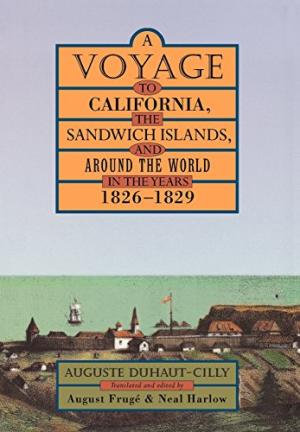 A
VOYAGE
TO
CALIFORNIA,
THE
SANDWICH ISLANDS,
AND
AROUND THE WORLD
IN THE YEARS
1826–1829
AUGUSTE DUHAUT-CILLY
Translated and edited by
August Frugé & Neal Harlow